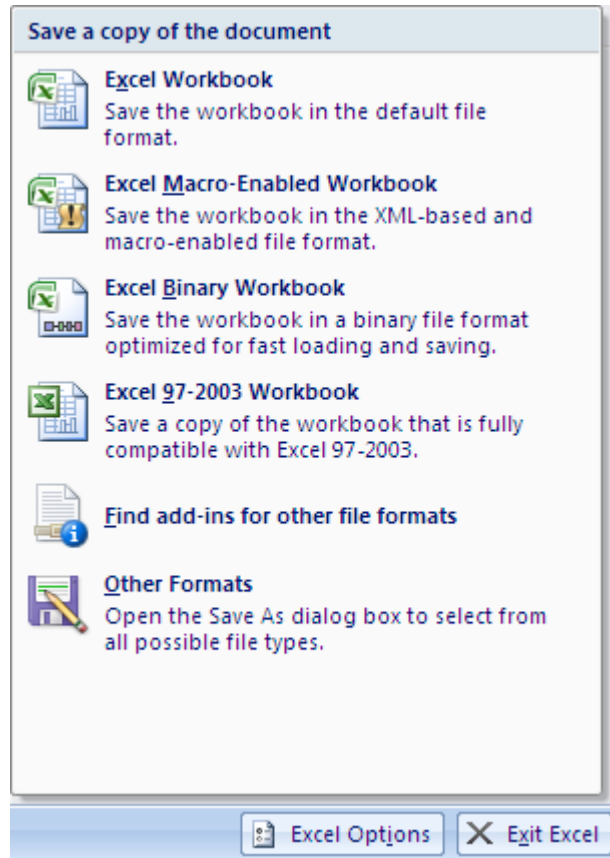 Save a copy of the document
Excel Workbook
Save the workbook in the default file
format.
Excel Macro-Enabled Workbook
Save the workbook in the XML-based and
macro-enabled file format.
Excel Binary Workbook
Save the workbook in a binary file format
optimized for fast loading and saving.
Excel 97-2003 Workbook
Save a copy of the workbook that is fully
compatible with Excel 97-2003.
Find add-ins for other file formats
Other Formats
Open the Save As dialog box to select from
all possible file types.
Excel Options
Exit Excel